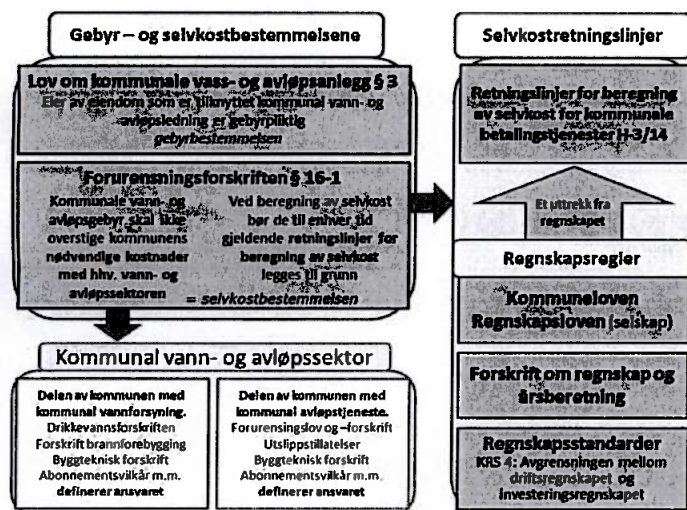 Gebyr – og selvkostbestemmelsene
Lov om kommunale vass- og avløpsanlegg § 3
Eier av eiendom som er tilknyttet kommunal vann- og
avløpsledning er gebyrpliktig
gebyrbestemmelsen
Forurensningsforskriften § 16-1
Kommunale vann- og
avløpsgebyr skal ikke
overstige kommunens
nødvendige kostnader
med hhv. vann- og
avløpssektoren
Ved beregning av selvkost
bør de til enhver tid
gjeldende retningslinjer for
beregning av selvkost
legges til grunn
= selvkostbestemmelsen
Kommunal vann- og avløpssektor
Delen av kommunen med
kommunal vannforsyning.
Drikkevannsforskriften
Forskrift brannforebygging
Byggteknisk forskrift
Abonnementsvilkår m.m.
definerer ansvaret
Delen av kommunen med
kommunal avløpstjeneste.
Forurensingslov og –forskrift
Utslippstillatelser
Byggteknisk forskrift
Abonnementsvilkår m.m.
definerer ansvaret
Selvkostretningslinjer
Retningslinjer for beregning
av selvkost for kommunale
betalingstjenester H-3/14
Et uttrekk fra
regnskapet
Regnskapsregler
Kommuneloven
Regnskapsloven (selskap)
Forskrift om regnskap og
årsberetning
Regnskapsstandarder
KRS 4: Avgrensningen mellom
driftsregnskapet og
investeringsregnskapet